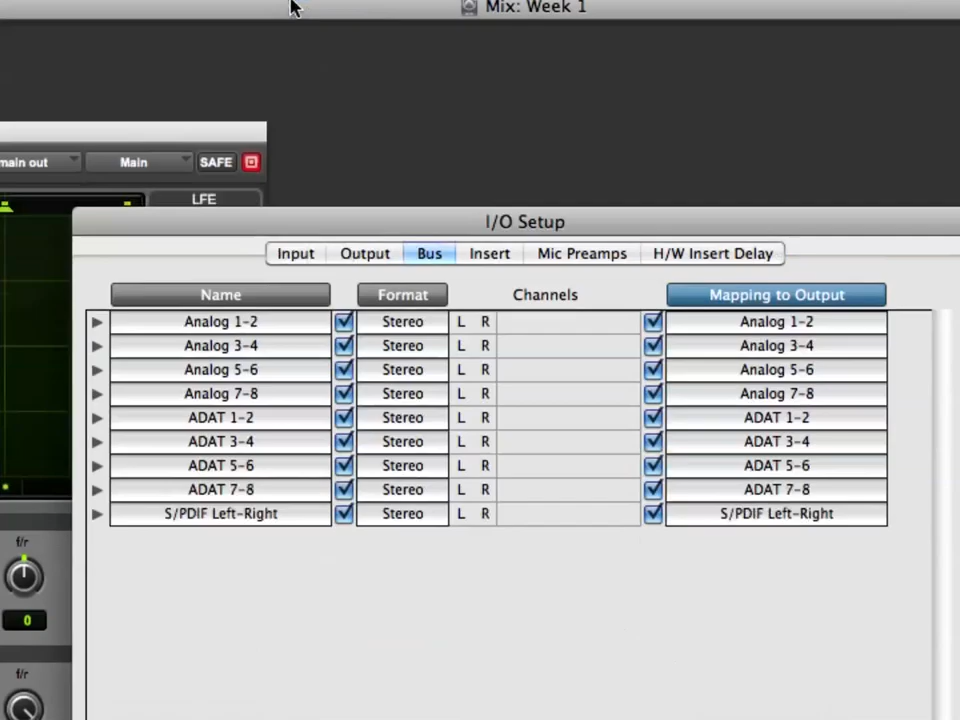 Mix: Week 1
main out Main SAFE
LFE
I/O Setup
Input Output Bus Insert Mic Preamps H/W Insert Delay
Name Format Channels Mapping to Output
Analog 1-2 Stereo L R Analog 1-2
Analog 3-4 Stereo L R Analog 3-4
Analog 5-6 Stereo L R Analog 5-6
Analog 7-8 Stereo L R Analog 7-8
ADAT 1-2 Stereo L R ADAT 1-2
ADAT 3-4 Stereo L R ADAT 3-4
ADAT 5-6 Stereo L R ADAT 5-6
ADAT 7-8 Stereo L R ADAT 7-8
S/PDIF Left-Right Stereo L R S/PDIF Left-Right
f/r
0
f/r